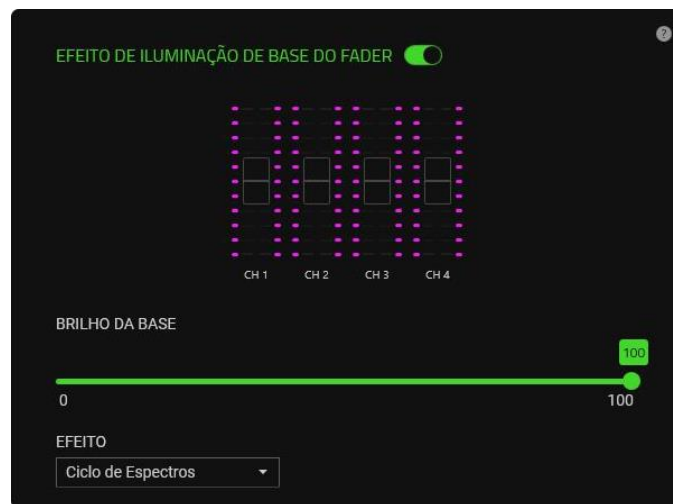 EFEITO DE ILUMINAÇÃO DE BASE DO FADER
?
CH 1 CH 2 CH 3 CH 4
BRILHO DA BASE
100
0 100
EFEITO
Ciclo de Espectros